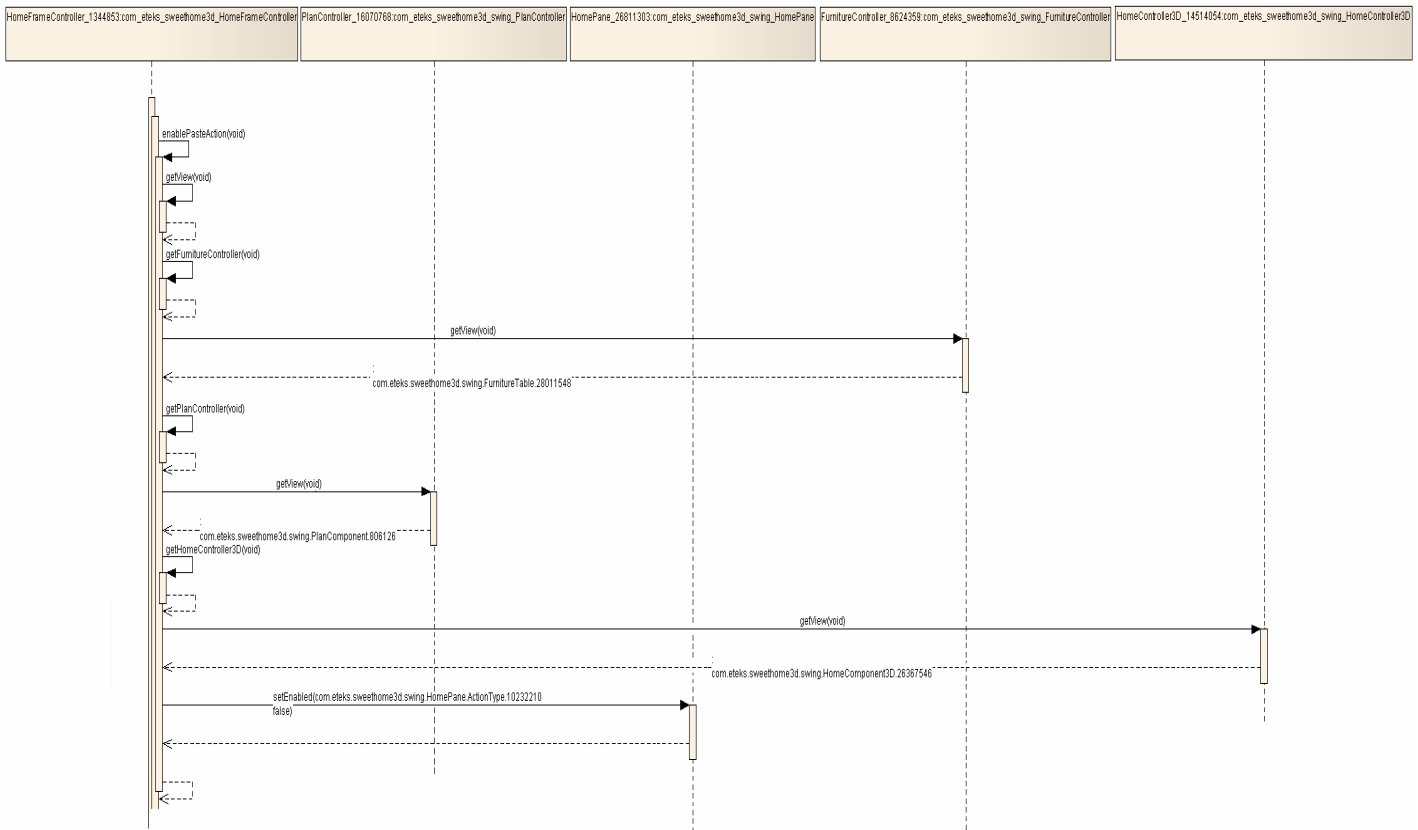 HomeFrameController_1344853:com_eteks_sweethome3d_HomeFrameController
PlanController_16070768:com_eteks_sweethome3d_swing_PlanController
HomePane_26811303:com_eteks_sweethome3d_swing_HomePane
FurnitureController_8624359:com_eteks_sweethome3d_swing_FurnitureController
HomeController3D_14514054:com_eteks_sweethome3d_swing_HomeController3D
enablePasteAction(void)
getView(void)
getFurnitureController(void)
getView(void)
:
com.eteks.sweethome3d.swing.FurnitureTable.28011548
getPlanController(void)
getView(void)
:
com.eteks.sweethome3d.swing.PlanComponent.806126
getHomeController3D(void)
getView(void)
:
com.eteks.sweethome3d.swing.HomeComponent3D.26367546
setEnabled(com.eteks.sweethome3d.swing.HomePane.ActionType.10232210
false)